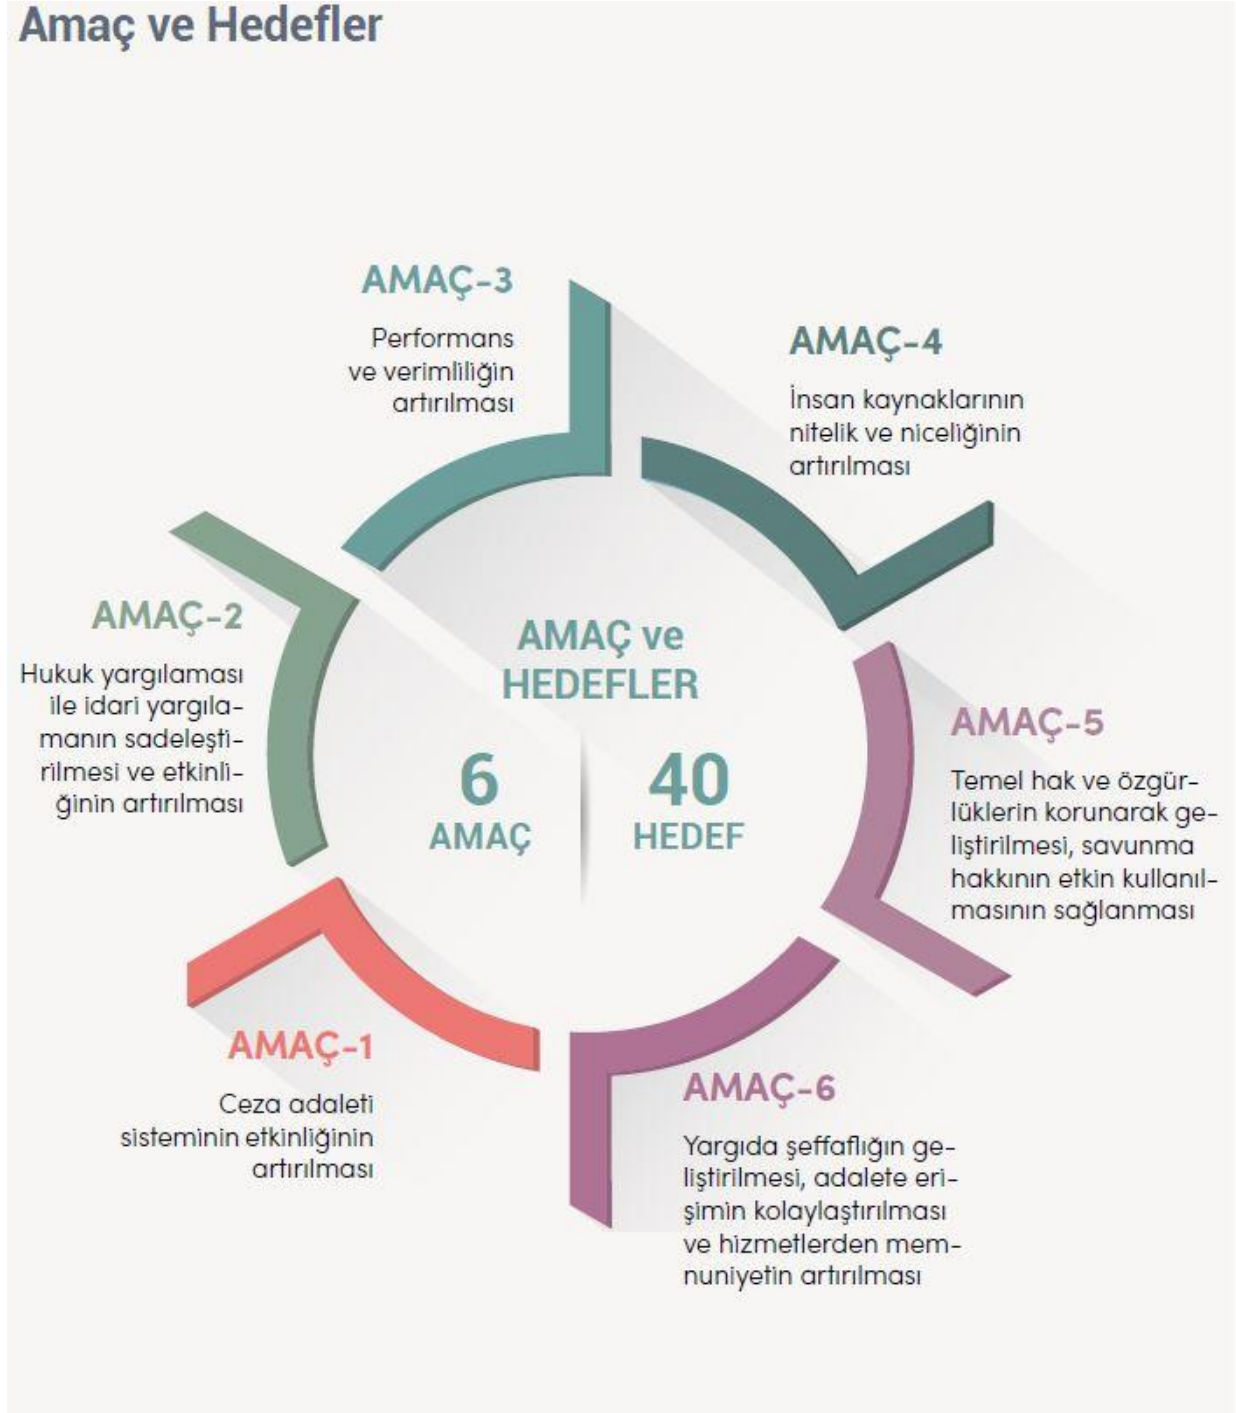 Amaç ve Hedefler
AMAÇ-3
Performans
ve verimliliğin
artırılması
AMAÇ-4
İnsan kaynaklarının
nitelik ve niceliğinin
artırılması
AMAÇ-2
Hukuk yargılaması
ile idari yargıla-
manın sadeleşti-
rilmesi ve etkinli-
ğinin artırılması
AMAÇ ve
HEDEFLER
6
AMAÇ
40
HEDEF
AMAÇ-5
Temel hak ve özgür-
lüklerin korunarak ge-
liştirilmesi, savunma
hakkının etkin kullanıl-
masının sağlanması
AMAÇ-1
Ceza adaleti
sisteminin etkinliğinin
artırılması
AMAÇ-6
Yargıda şeffaflığın ge-
liştirilmesi, adalete eri-
şimin kolaylaştırılması
ve hizmetlerden mem-
nuniyetin artırılması